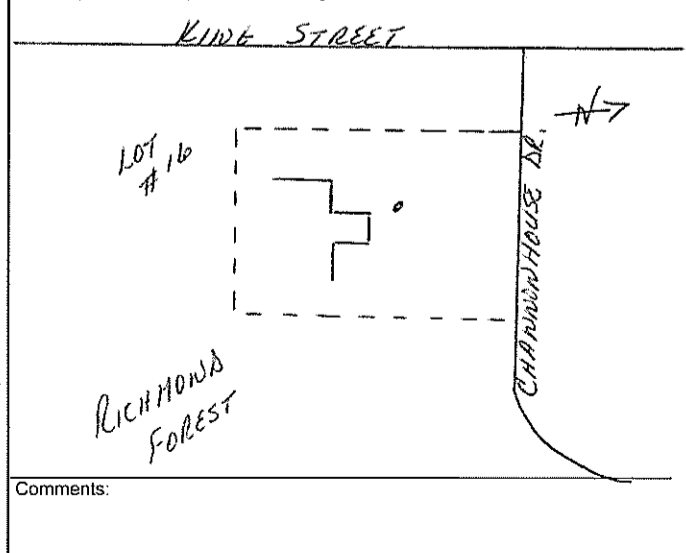 KING STREET
N
LOT
# 16
CHANNONHOUSE DR.
RICHMOND
FOREST
Comments: